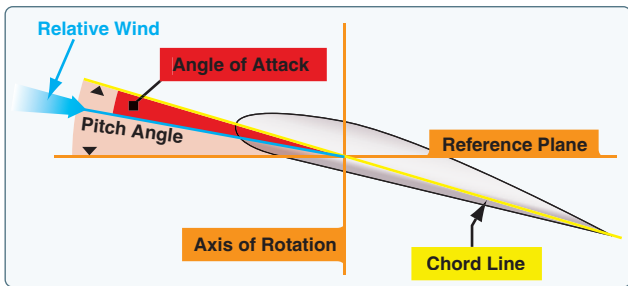 Relative Wind
Angle of Attack
Pitch Angle
Reference Plane
Axis of Rotation
Chord Line